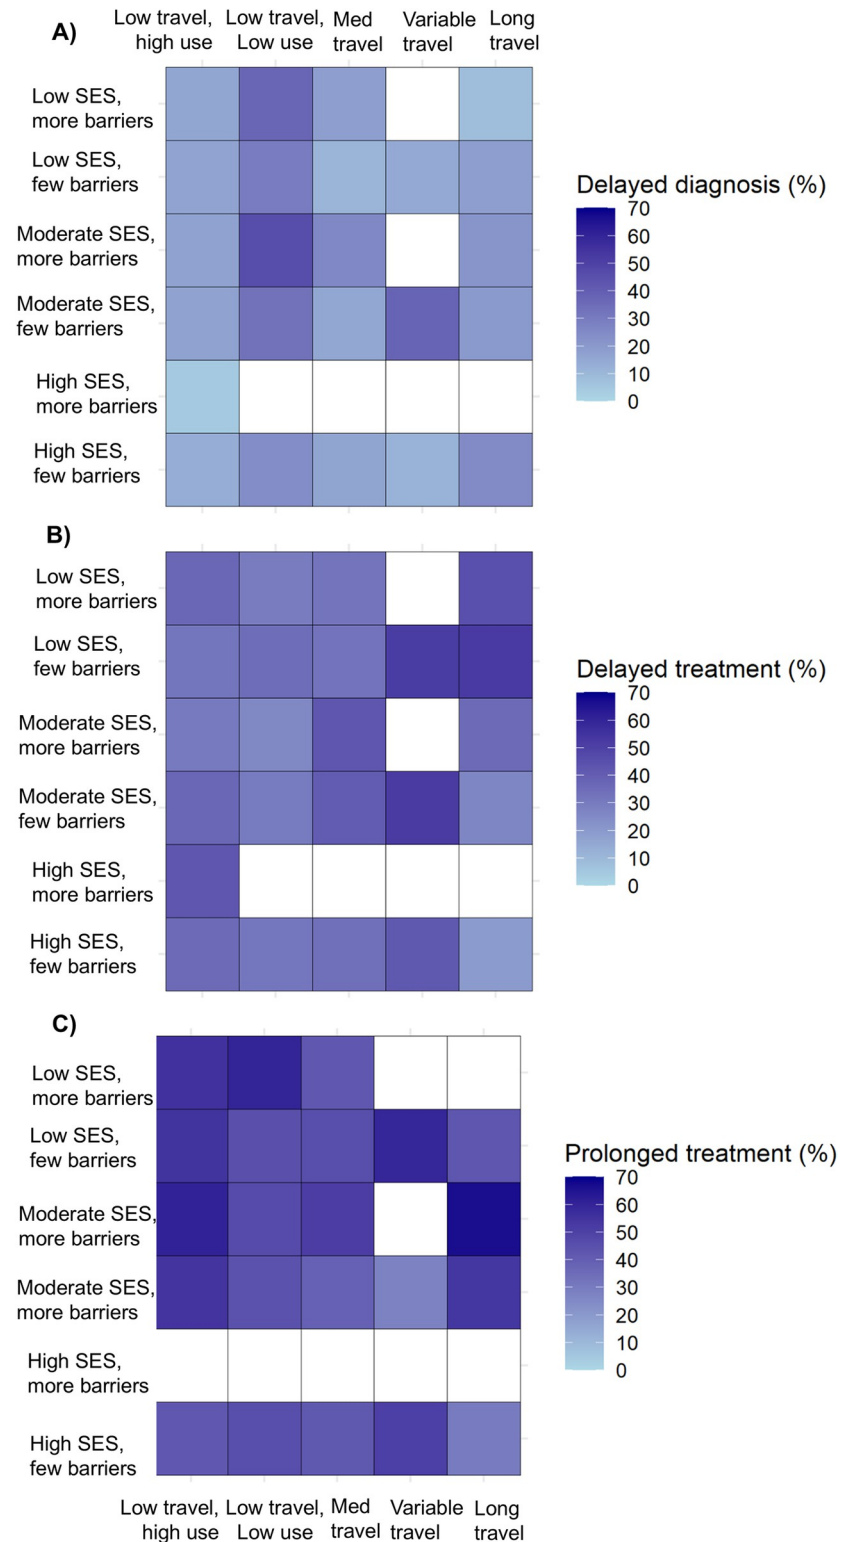 A)
Low travel,
high use
Low travel,
Low use
Med
travel
Variable
travel
Long
travel
Low SES,
more barriers
Low SES,
few barriers
Moderate SES,
more barriers
Moderate SES,
few barriers
High SES,
more barriers
High SES,
few barriers
Delayed diagnosis (%)
70
60
50
40
30
20
10
0
B)
Low SES,
more barriers
Low SES,
few barriers
Moderate SES,
more barriers
Moderate SES,
few barriers
High SES,
more barriers
High SES,
few barriers
Delayed treatment (%)
70
60
50
40
30
20
10
0
C)
Low SES,
more barriers
Low SES,
few barriers
Moderate SES,
more barriers
Moderate SES,
more barriers
High SES,
more barriers
High SES,
few barriers
Prolonged treatment (%)
70
60
50
40
30
20
10
0
Low travel,
high use
Low travel,
Low use
Med
travel
Variable
travel
Long
travel